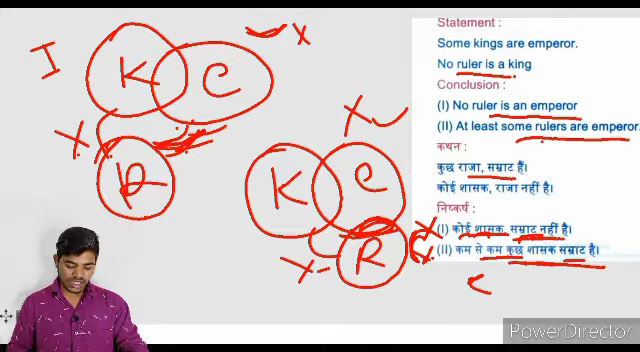 Statement :
Some kings are emperor.
No ruler is a king
Conclusion :
(I) No ruler is an emperor
(II) At least some rulers are emperor.
कथन :
कुछ राजा, सम्राट हैं।
कोई शासक, राजा नहीं है।
निष्कर्ष :
(I) कोई शासक, सम्राट नहीं है।
(II) कम से कम कुछ शासक सम्राट है।
I
K
R
X
X
K
R
X
X
X
PowerDirector